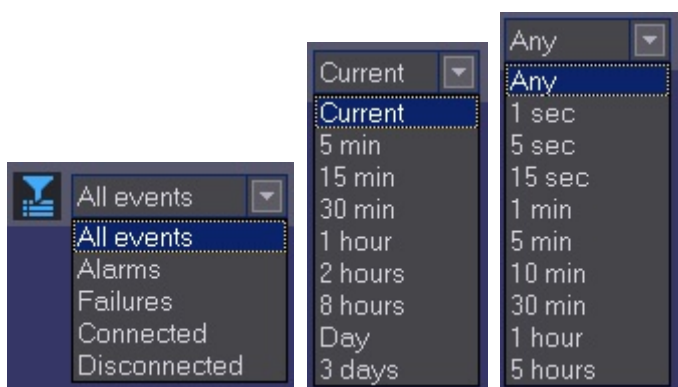 All events
All events
Alarms
Failures
Connected
Disconnected
Current
Current
5 min
15 min
30 min
1 hour
2 hours
8 hours
Day
3 days
Any
Any
1 sec
5 sec
15 sec
1 min
5 min
10 min
30 min
1 hour
5 hours